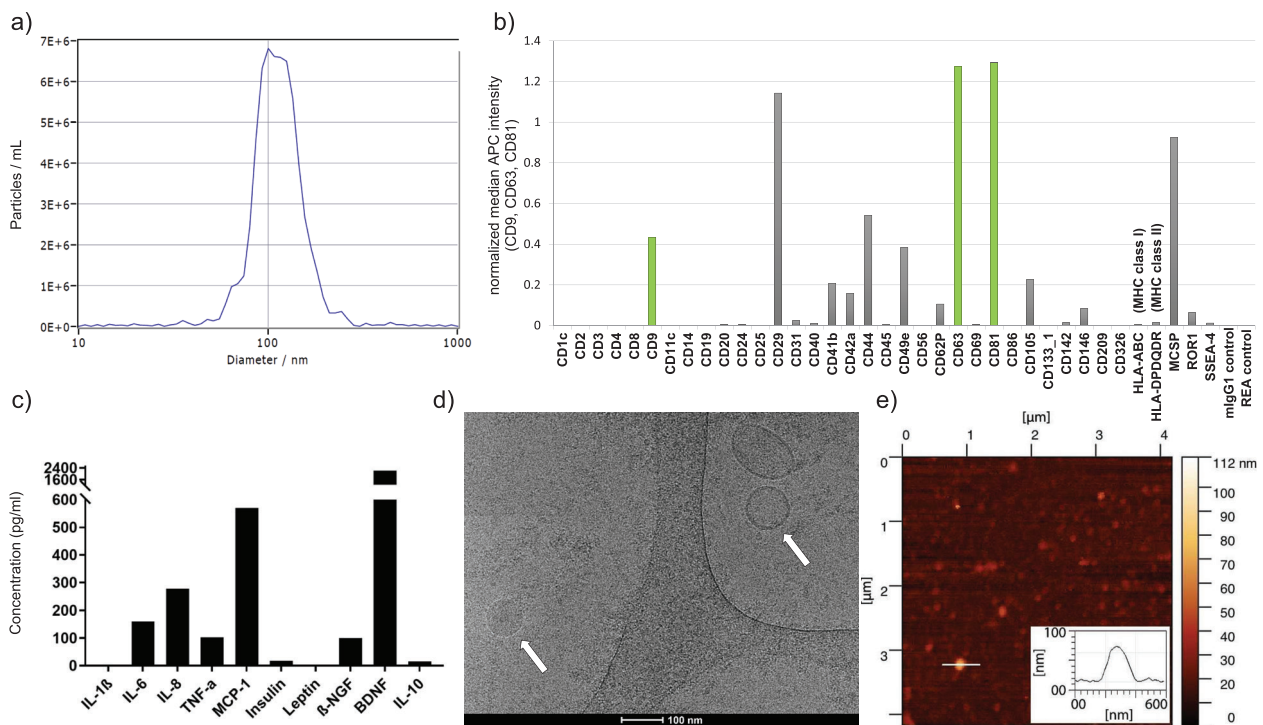 a)
7E+6
6E+6
5E+6
4E+6
3E+6
2E+6
1E+6
0E+0
Particles / mL
10
100
1000
Diameter / nm
b)
1.4
1.2
1
0.8
0.6
0.4
0.2
0
normalized median APC intensity
(CD9, CD63, CD81)
CD1c
CD2
CD3
CD4
CD8
CD9
CD11c
CD14
CD19
CD20
CD24
CD25
CD29
CD31
CD40
CD41b
CD42a
CD44
CD45
CD49e
CD56
CD62P
CD63
CD69
CD81
CD86
CD105
CD133_1
CD142
CD146
CD209
CD326
HLA-ABC (MHC class I)
HLA-DPDQDR (MHC class II)
MCSP
ROR1
SSEA-4
mIgG1 control
REA control
c)
2400
1600
600
500
400
300
200
100
0
Concentration (pg/ml)
IL-1ß
IL-6
IL-8
TNF-a
MCP-1
Insulin
Leptin
ß-NGF
BDNF
IL-10
d)
100 nm
e)
[µm]
0
1
2
3
4
[µm]
0
1
2
3
112 nm
100
90
80
70
60
50
40
30
20
10
0
100
[nm]
00
00
[nm]
600